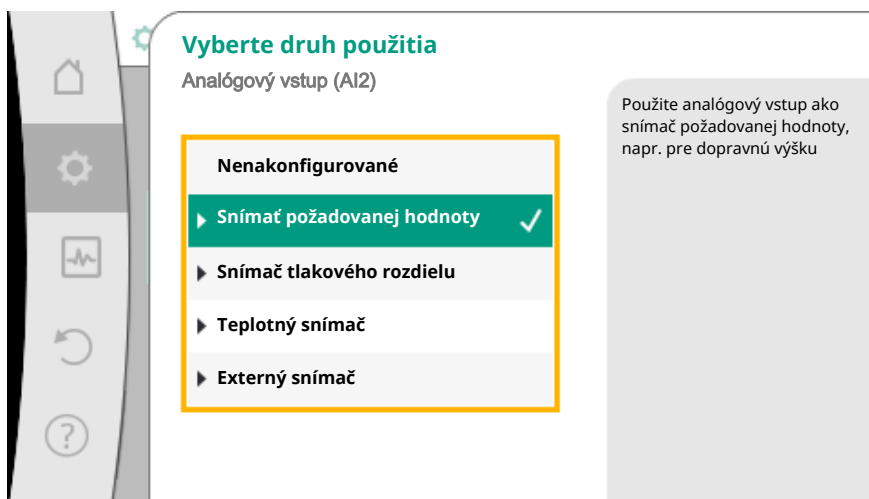 Vyberte druh použitia
Analógový vstup (AI2)
Nenakonfigurované
Snímať požadovanej hodnoty
Snímač tlakového rozdielu
Teplotný snímač
Externý snímač
Použite analógový vstup ako
snímač požadovanej hodnoty,
napr. pre dopravnú výšku
?